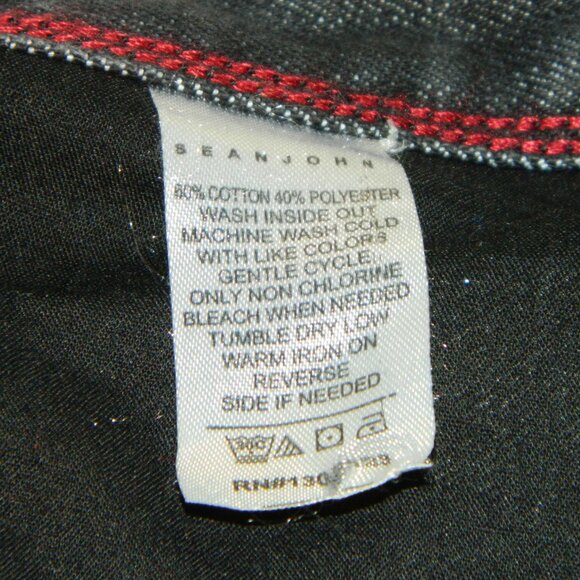 SEANJOHN
60% COTTON 40% POLYESTER
WASH INSIDE OUT
MACHINE WASH COLD
WITH LIKE COLORS
GENTLE CYCLE
ONLY NON CHLORINE
BLEACH WHEN NEEDED
TUMBLE DRY LOW
WARM IRON ON
REVERSE
SIDE IF NEEDED